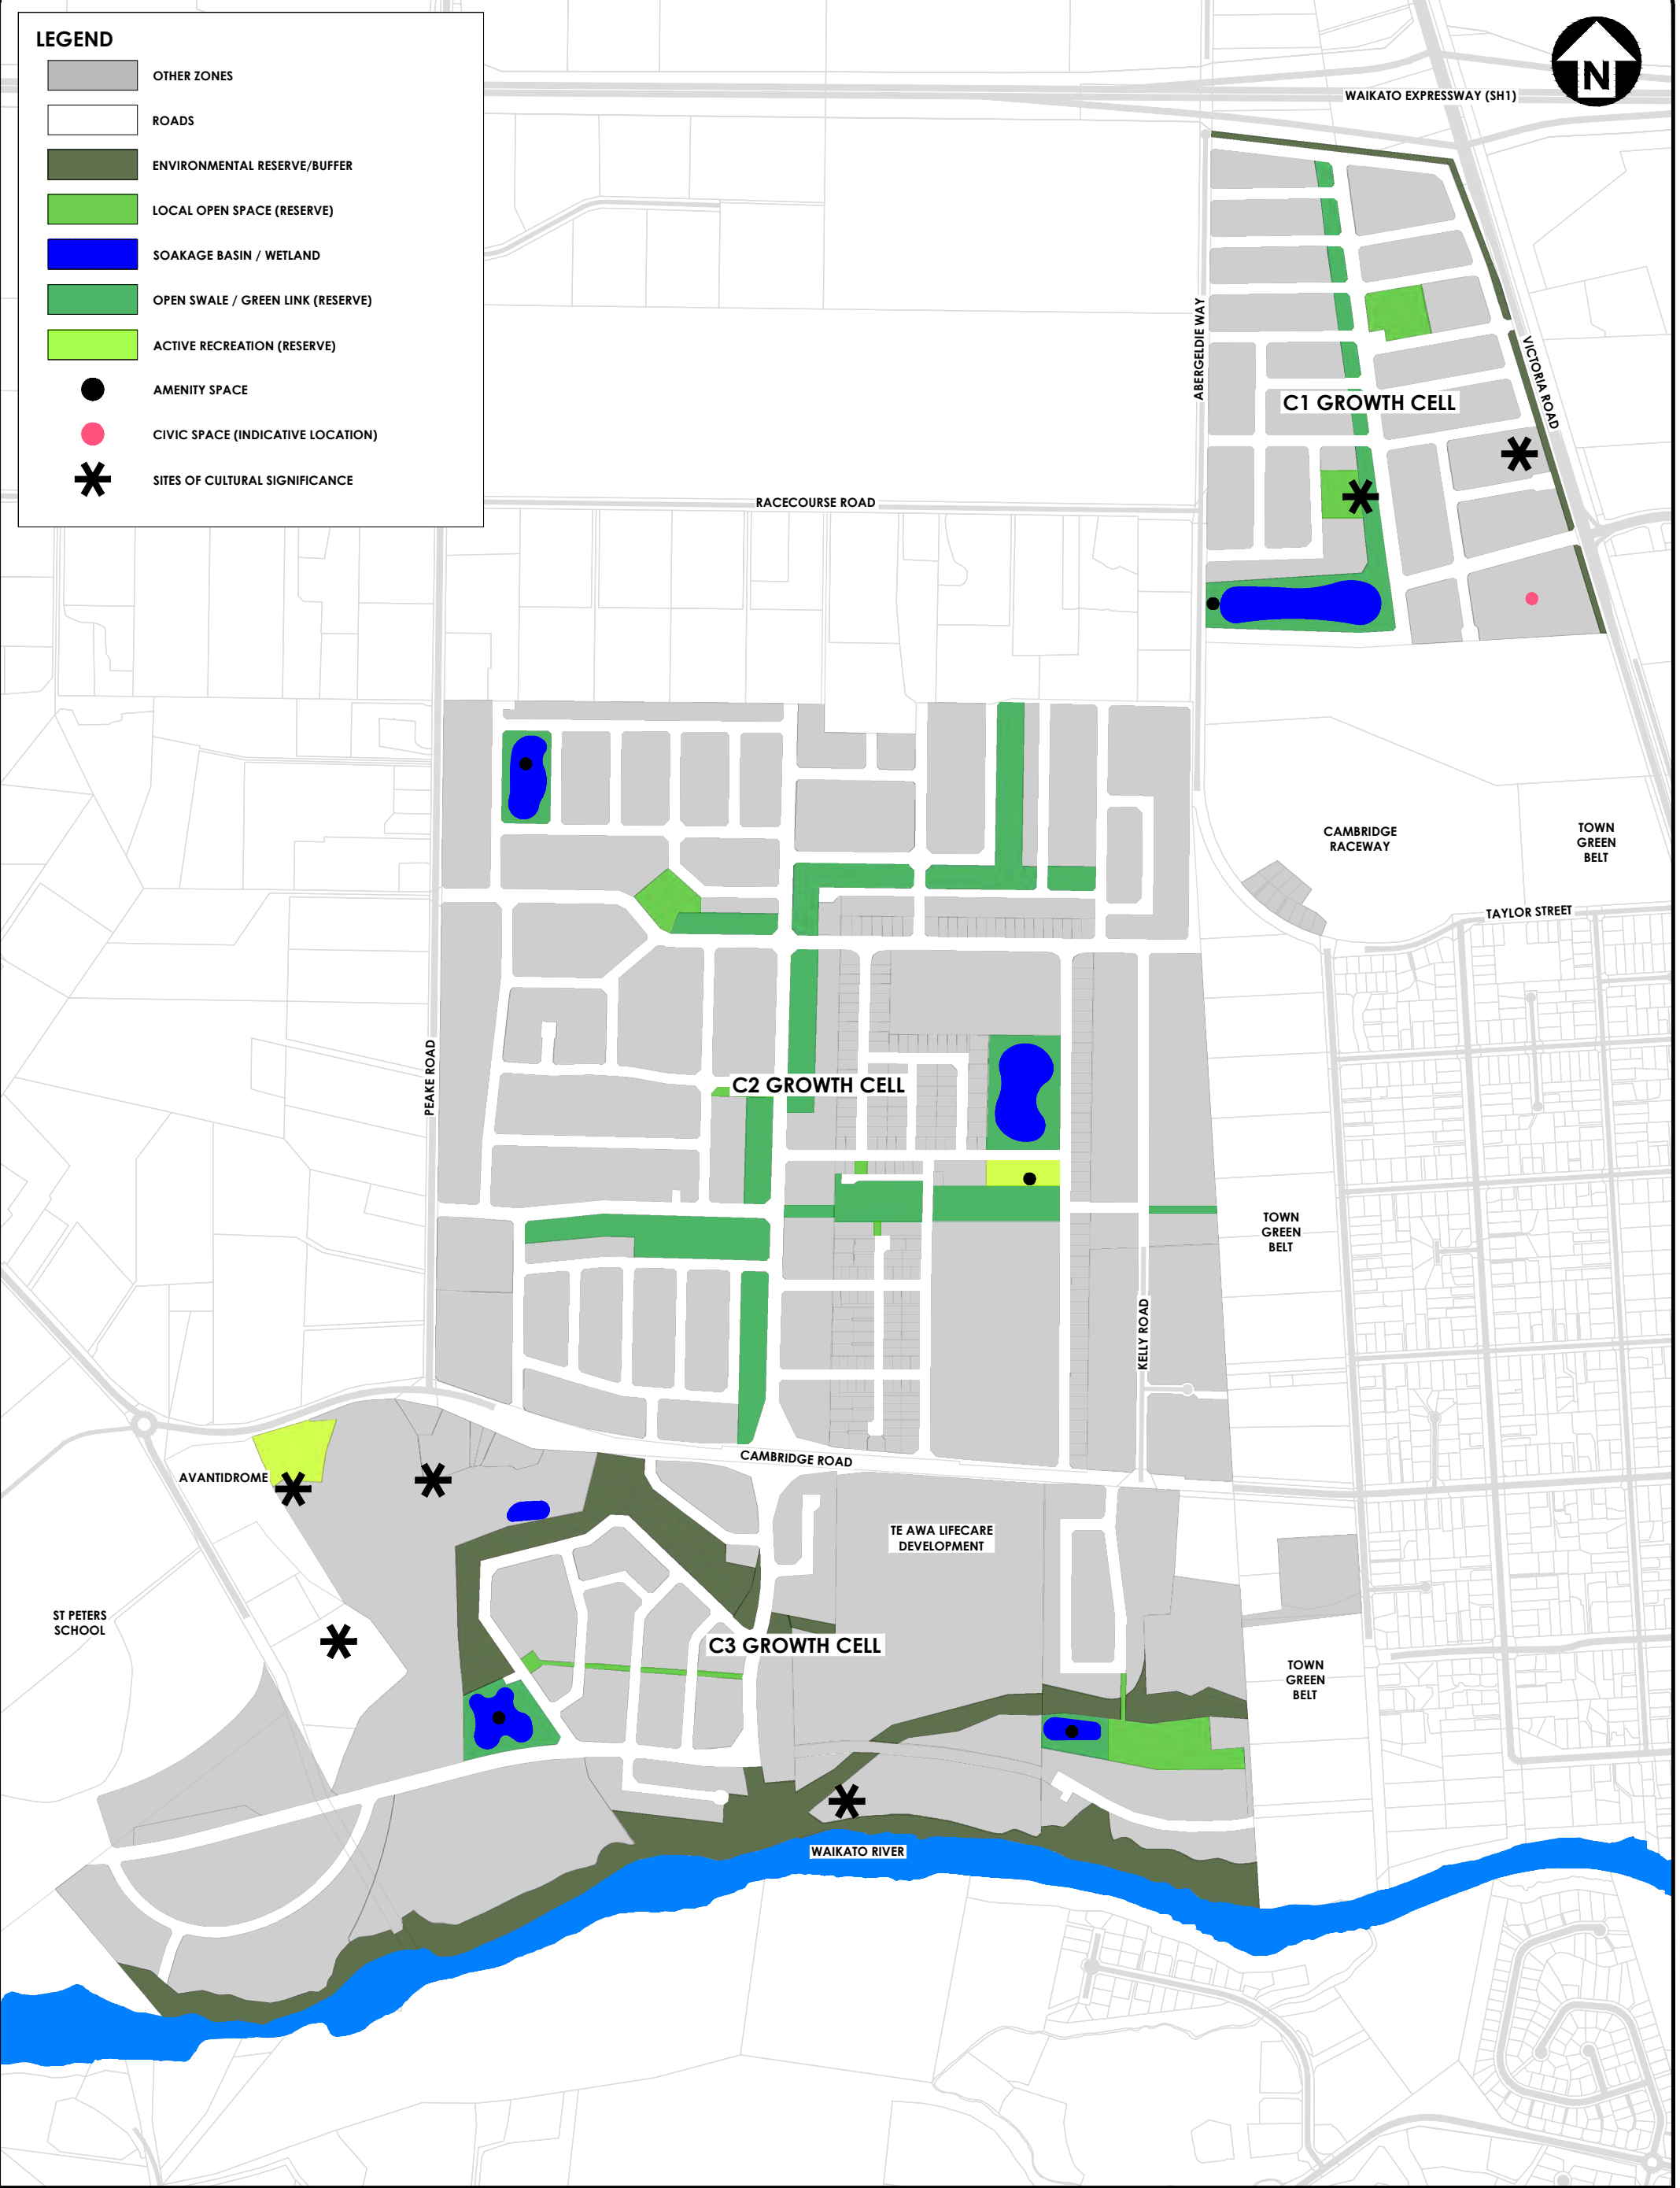 LEGEND
OTHER ZONES
ROADS
ENVIRONMENTAL RESERVE/BUFFER
LOCAL OPEN SPACE (RESERVE)
SOAKAGE BASIN / WETLAND
OPEN SWALE / GREEN LINK (RESERVE)
ACTIVE RECREATION (RESERVE)
AMENITY SPACE
CIVIC SPACE (INDICATIVE LOCATION)
SITES OF CULTURAL SIGNIFICANCE
N
WAIKATO EXPRESSWAY (SH1)
ABERGELDIE WAY
VICTORIA ROAD
C1 GROWTH CELL
RACECOURSE ROAD
CAMBRIDGE
RACEWAY
TOWN
GREEN
BELT
TAYLOR STREET
PEAKE ROAD
C2 GROWTH CELL
TOWN
GREEN
BELT
KELLY ROAD
CAMBRIDGE ROAD
AVANTIDROME
TE AWA LIFECARE
DEVELOPMENT
ST PETERS
SCHOOL
C3 GROWTH CELL
TOWN
GREEN
BELT
WAIKATO RIVER